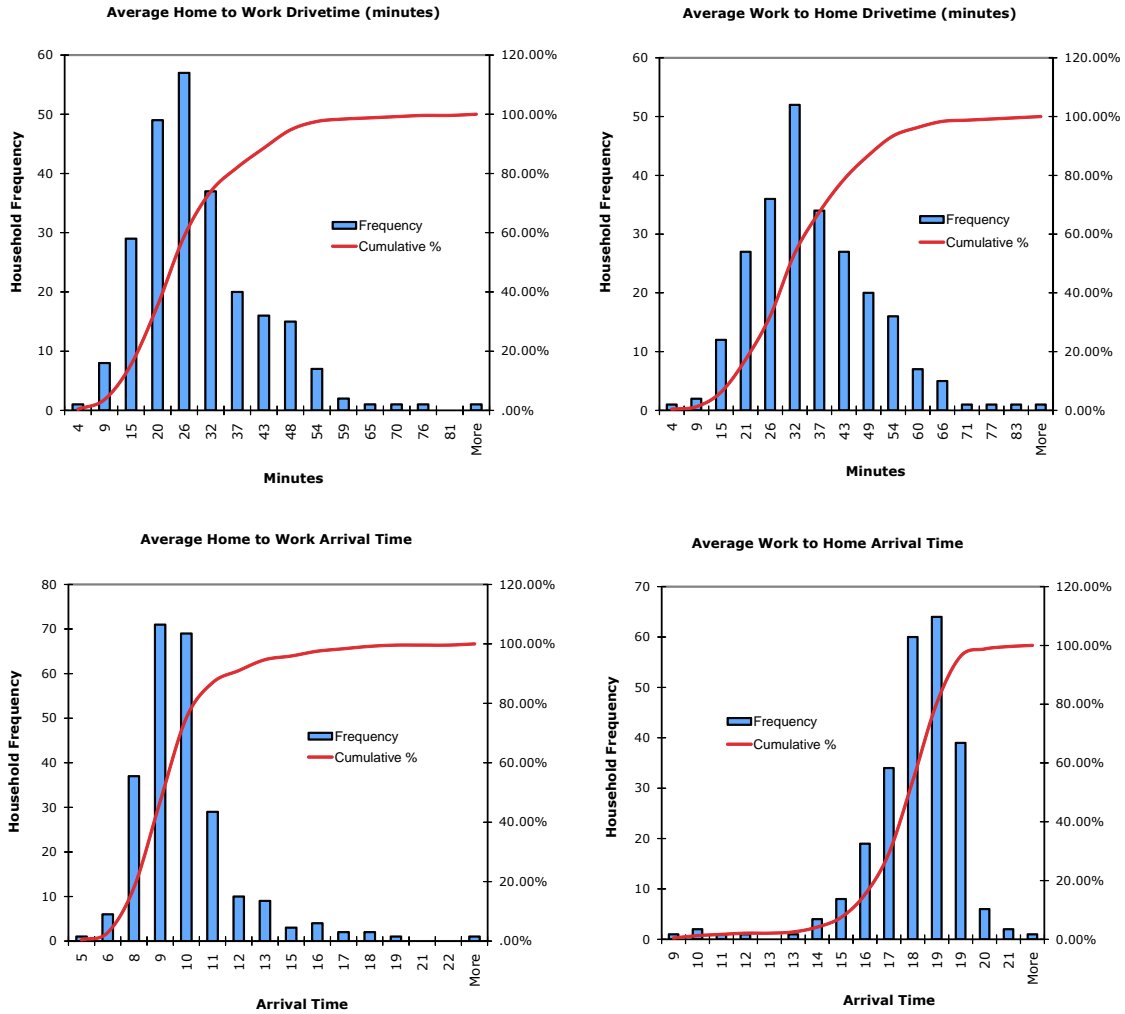 Average Home to Work Drivetime (minutes)
60
50
40
30
20
10
0
120.00%
100.00%
80.00%
60.00%
40.00%
20.00%
.00%
Household Frequency
Frequency
Cumulative %
4 9 15 20 26 32 37 43 48 54 59 65 70 76 81 More
Minutes
Average Work to Home Drivetime (minutes)
60
50
40
30
20
10
0
120.00%
100.00%
80.00%
60.00%
40.00%
20.00%
.00%
Household Frequency
Frequency
Cumulative %
4 9 15 21 26 32 37 43 49 54 60 66 71 77 83 More
Minutes
Average Home to Work Arrival Time
80
70
60
50
40
30
20
10
0
120.00%
100.00%
80.00%
60.00%
40.00%
20.00%
.00%
Household Frequency
Frequency
Cumulative %
5 6 8 9 10 11 12 13 15 16 17 18 19 21 22 More
Arrival Time
Average Work to Home Arrival Time
70
60
50
40
30
20
10
0
120.00%
100.00%
80.00%
60.00%
40.00%
20.00%
0.00%
Household Frequency
Frequency
Cumulative %
9 10 11 12 13 13 14 15 16 17 18 19 19 20 21 More
Arrival Time